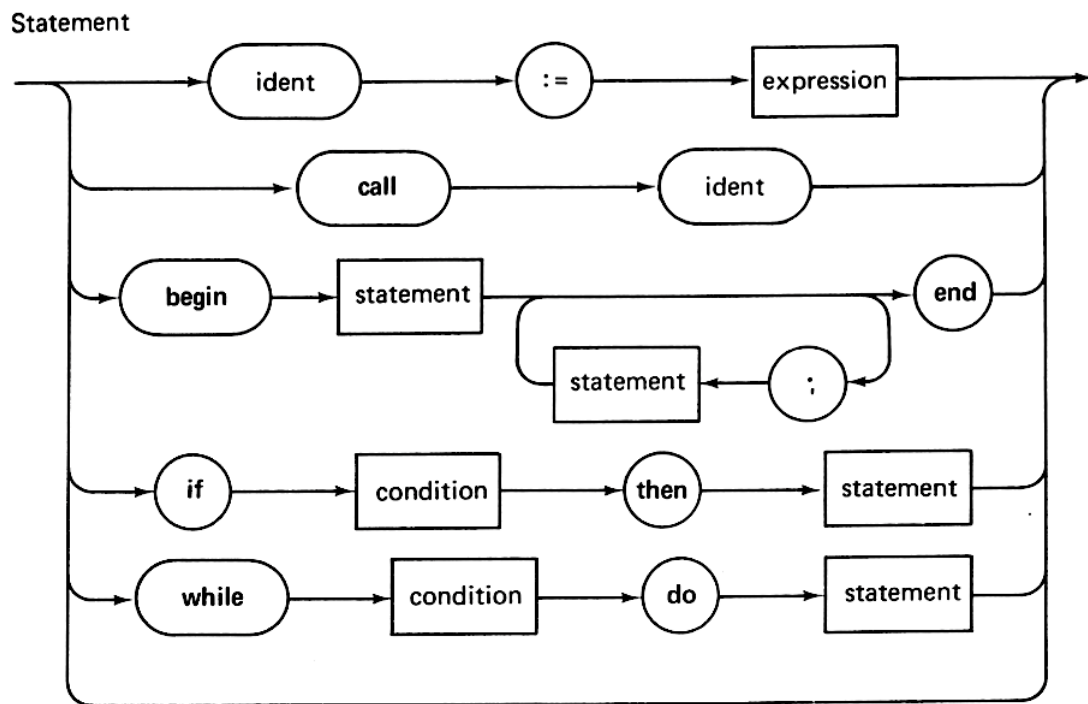 Statement
ident := expression
call ident
begin statement end
statement ;
if condition then statement
while condition do statement